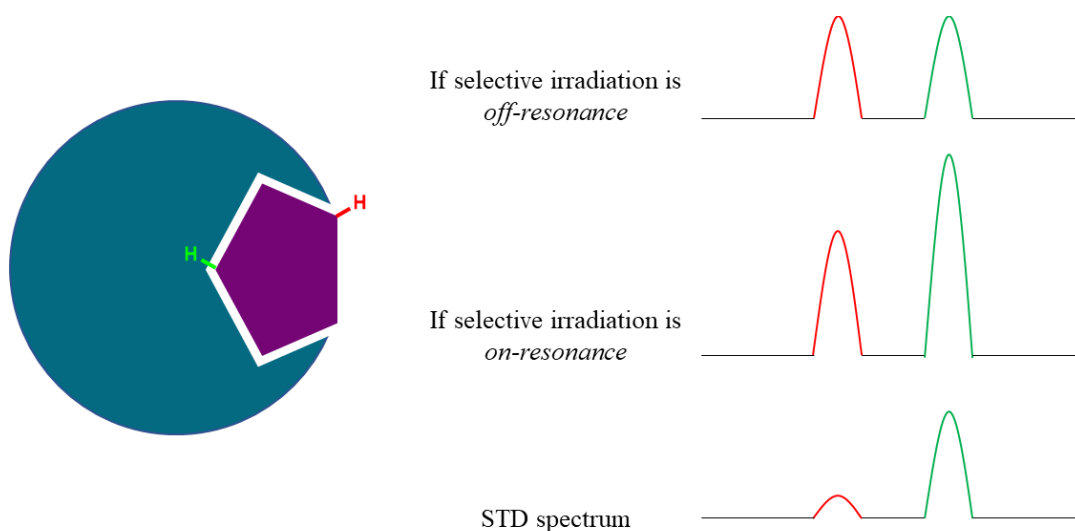 If selective irradiation is
off-resonance
H
H
If selective irradiation is
on-resonance
STD spectrum